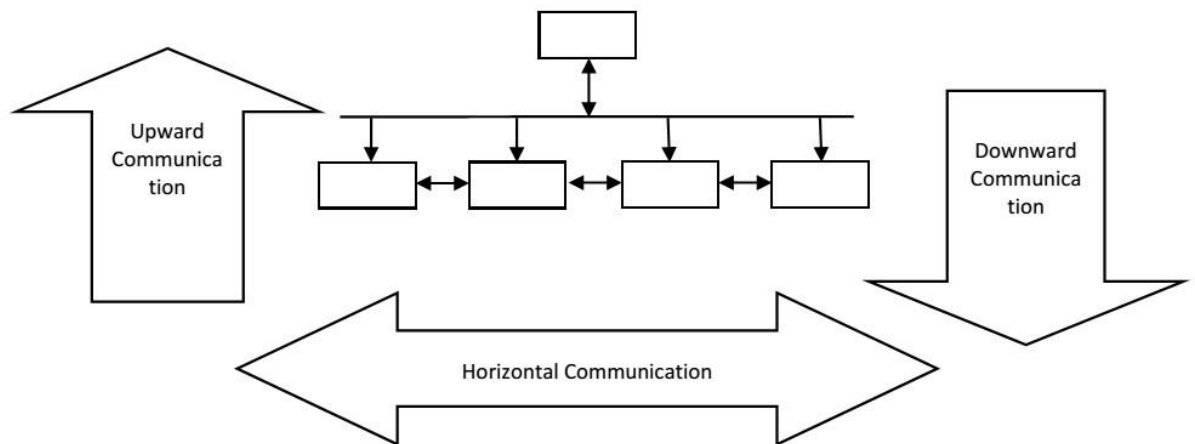 Upward
Communica
tion
Downward
Communica
tion
Horizontal Communication